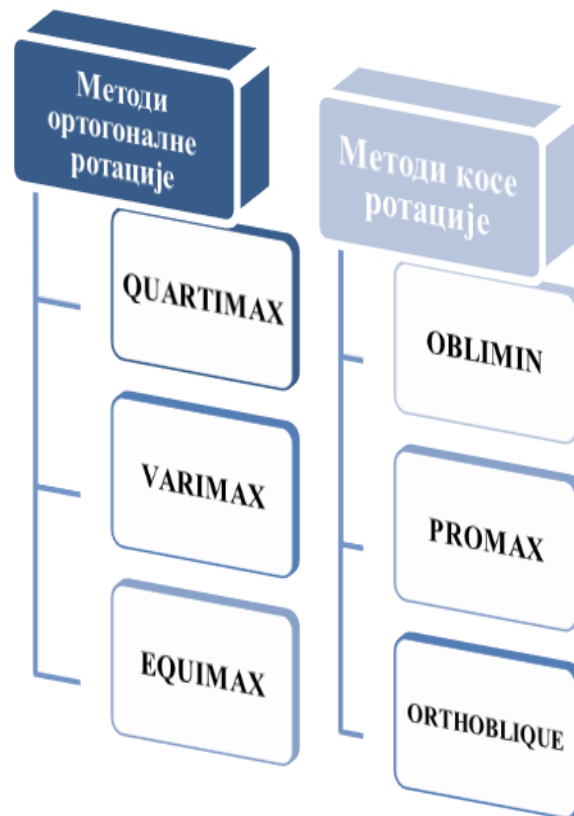 Методи
ортогоналне
ротације
QUARTIMAX
VARIMAX
EQUIMAX
Методи косе
ротације
OBLIMIN
PROMAX
ORTHOBLIQUE